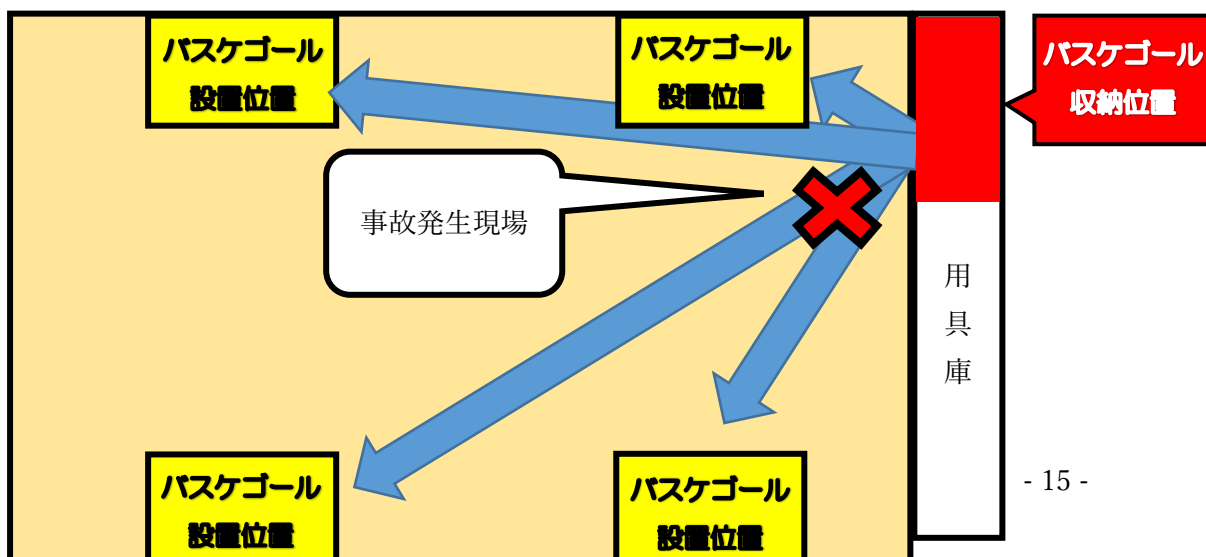 バスケゴール
設置位置
バスケゴール
設置位置
バスケゴール
収納位置
事故発生現場
用
具
庫
バスケゴール
設置位置
バスケゴール
設置位置
- 15 -